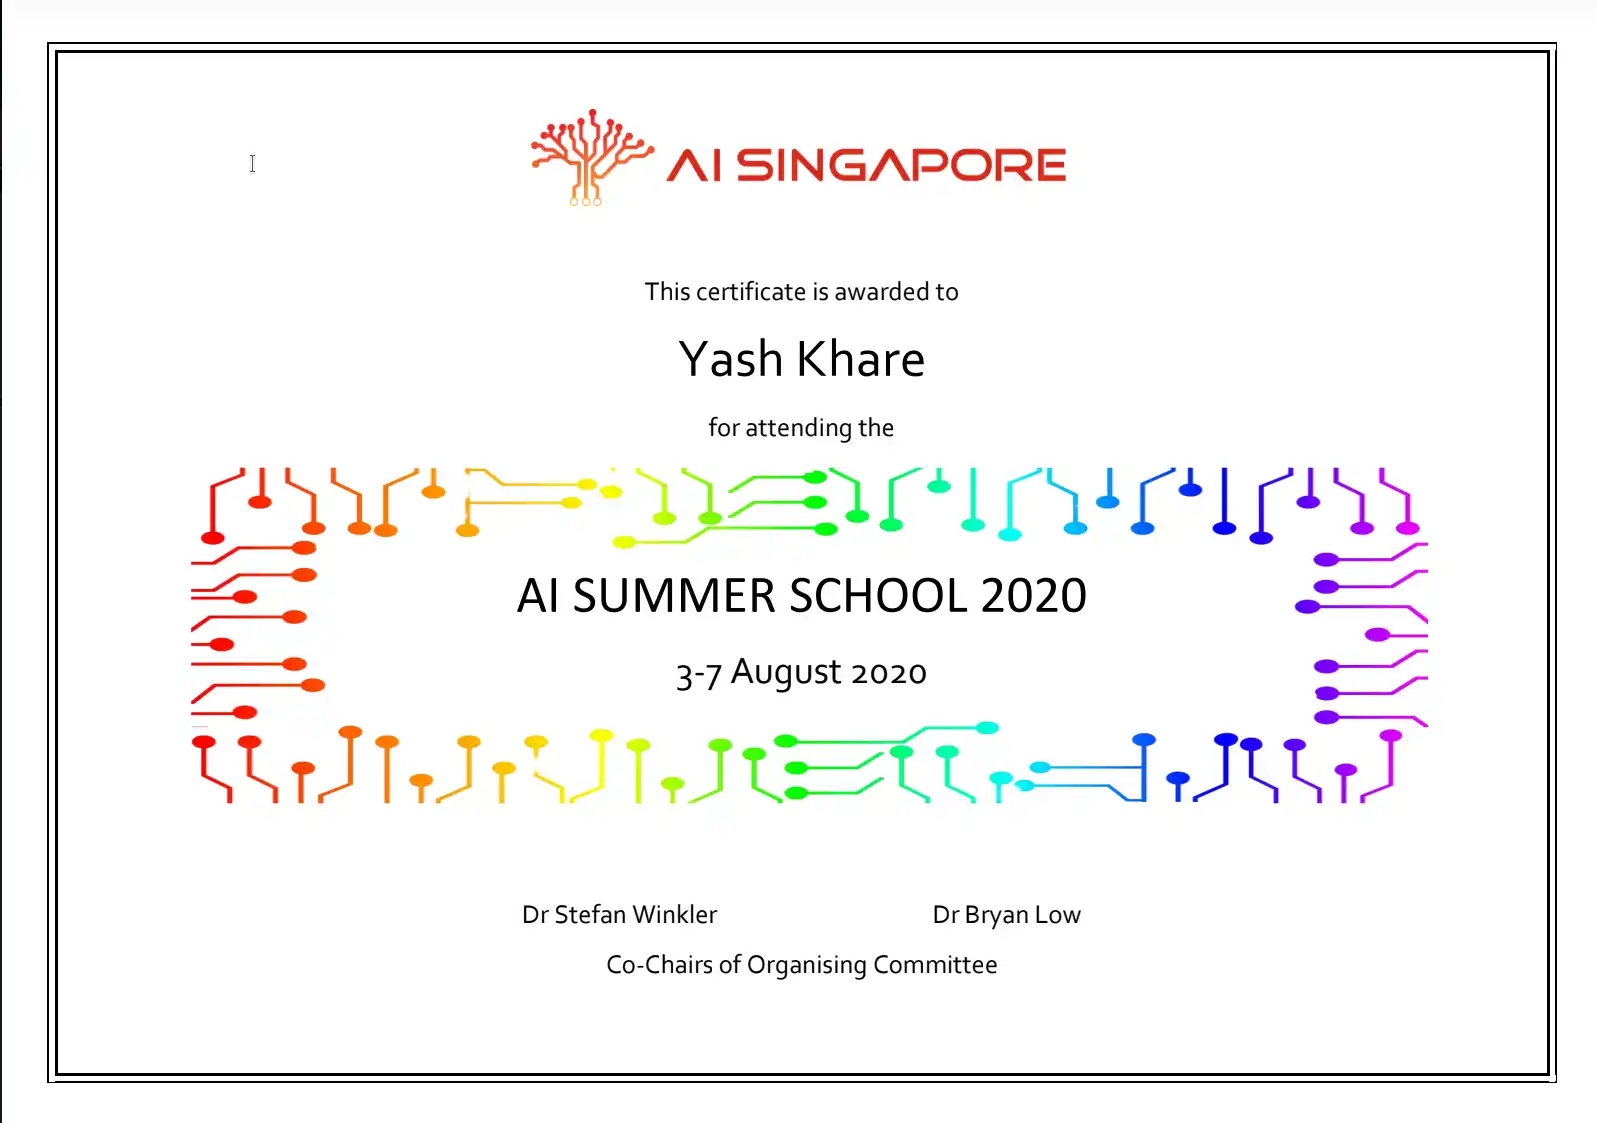 AI SINGAPORE
This certificate is awarded to
Yash Khare
for attending the
AI SUMMER SCHOOL 2020
3-7 August 2020
Dr Stefan Winkler Dr Bryan Low
Co-Chairs of Organising Committee